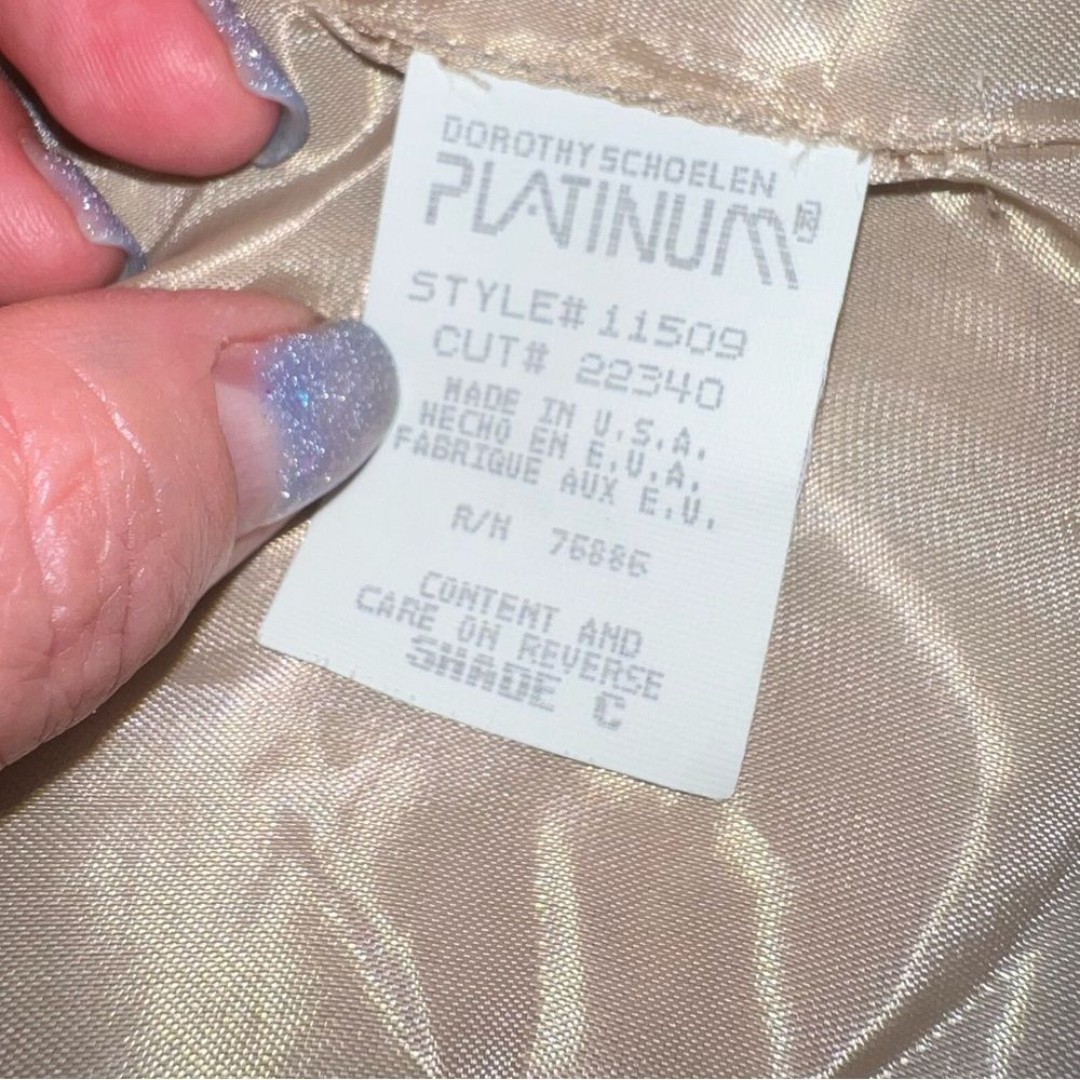 DOROTHY SCHOELEN
PLATINUM®
STYLE# 11509
CUT# 22340
MADE IN U.S.A.
HECHO EN E.U.A.
FABRIQUE AUX E.U.
R/N 76886
CONTENT AND
CARE ON REVERSE
SHADE C